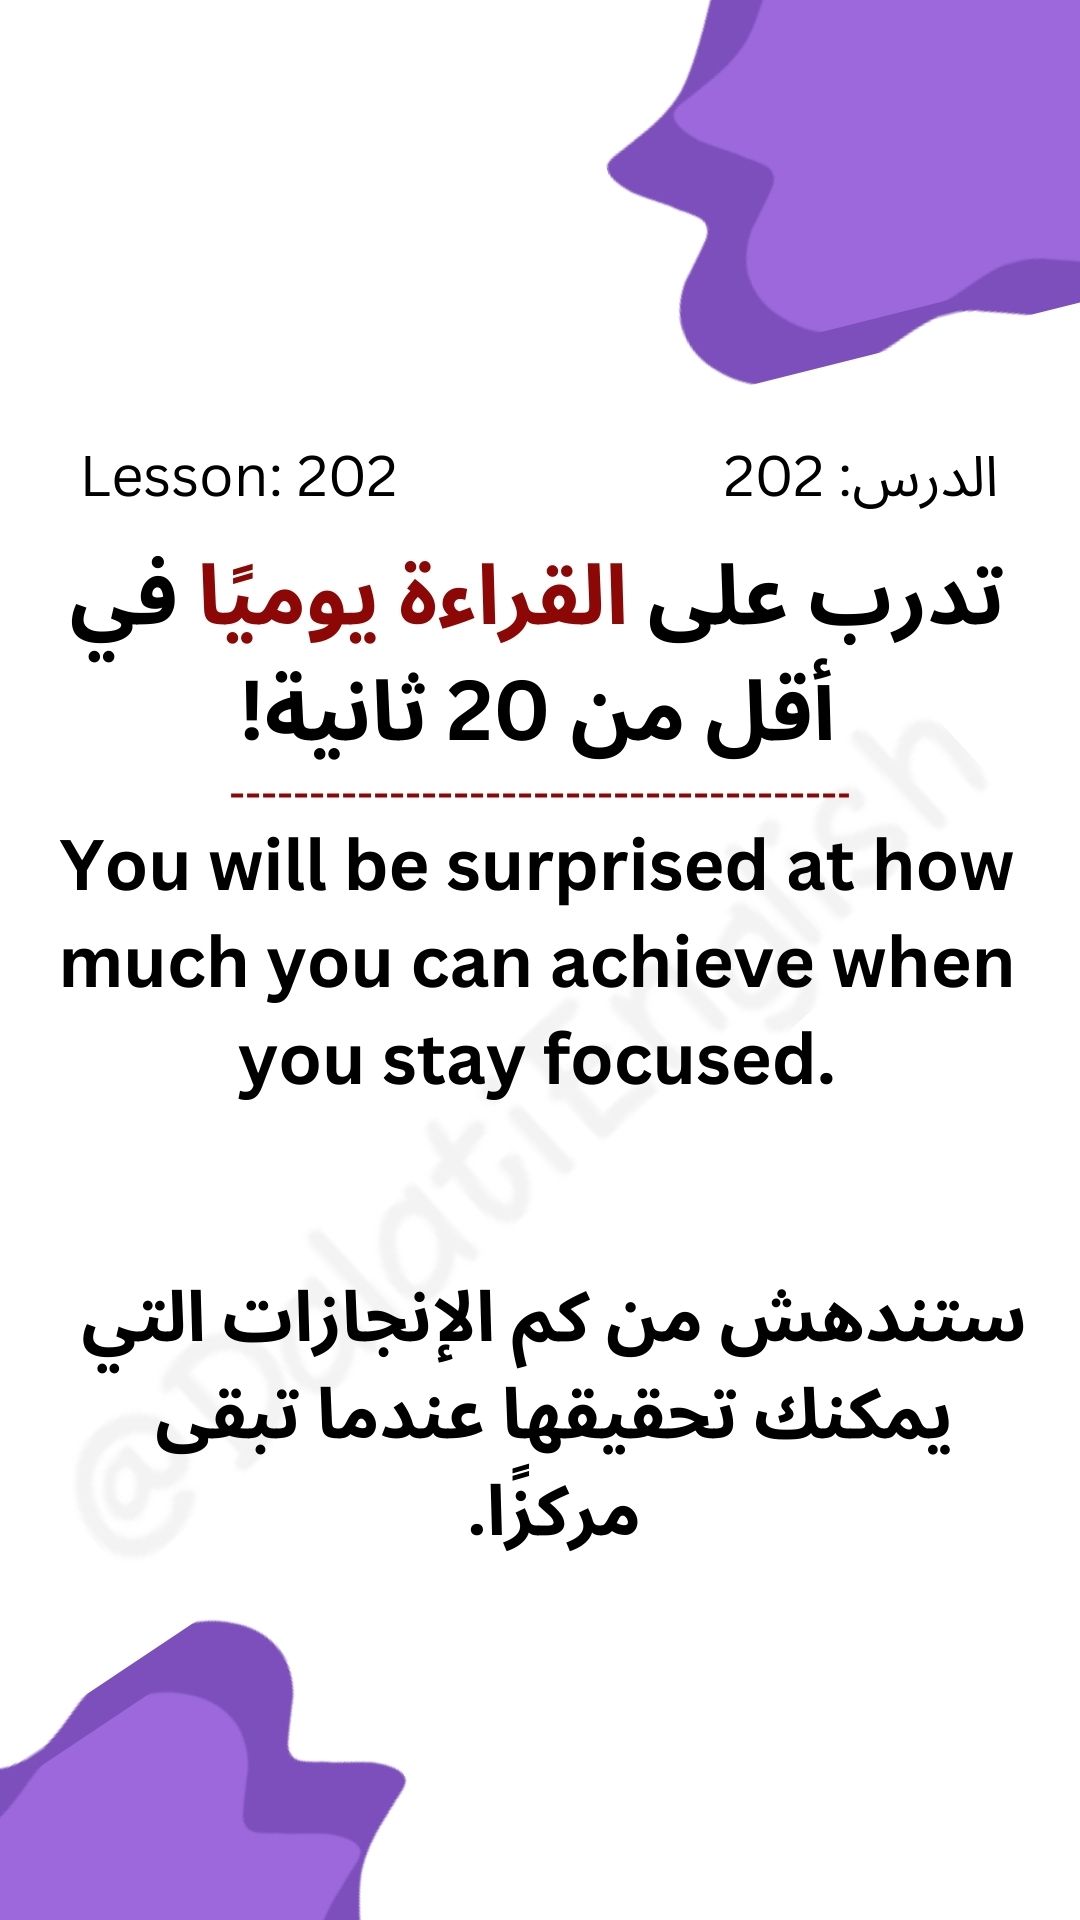 Lesson: 202
الدرس: 202
تدرب على القراءة يوميًا في
أقل من 20 ثانية!
---------------------------------------
You will be surprised at how
much you can achieve when
you stay focused.
ستندهش من كم الإنجازات التي
يمكنك تحقيقها عندما تبقى
مركزًا.
@DalatiEnglish